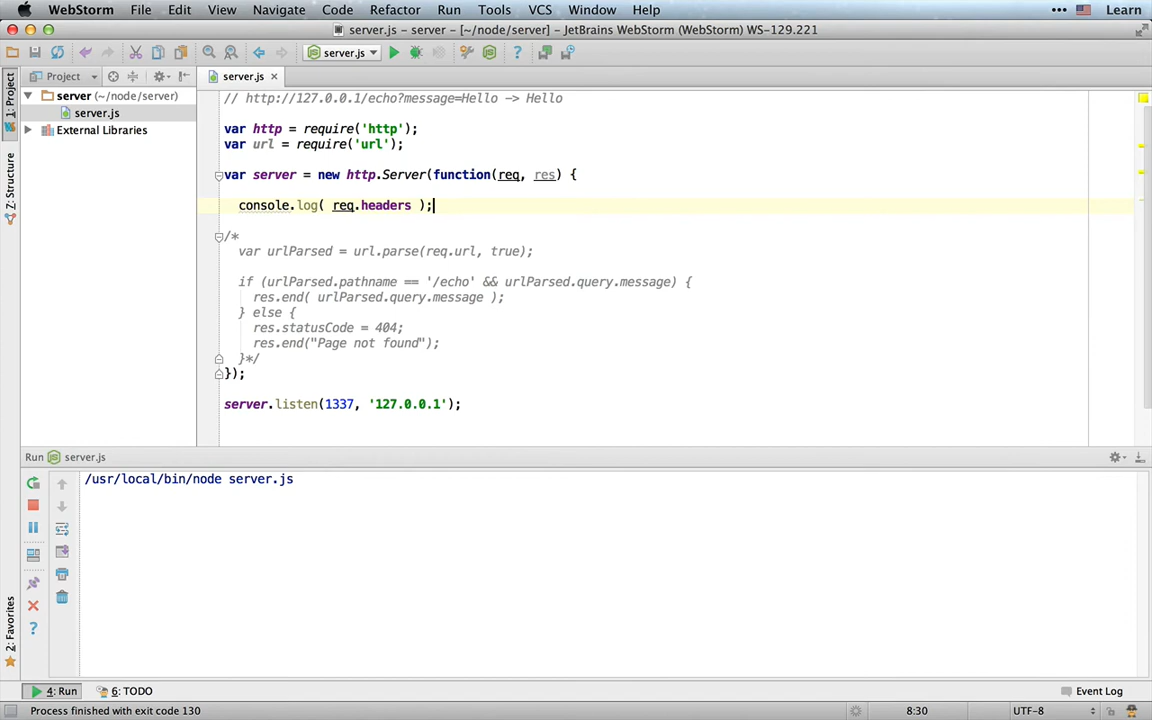 WebStorm File Edit View Navigate Code Refactor Run Tools VCS Window Help Learn
server.js – server – [~/node/server] – JetBrains WebStorm (WebStorm) WS-129.221
server.js
1: Project
Project
server.js
server (~/node/server)
server.js
External Libraries
Z: Structure
// http://127.0.0.1/echo?message=Hello -> Hello
var http = require('http');
var url = require('url');
var server = new http.Server(function(req, res) {
console.log( req.headers );
/*
var urlParsed = url.parse(req.url, true);
if (urlParsed.pathname == '/echo' && urlParsed.query.message) {
res.end( urlParsed.query.message );
} else {
res.statusCode = 404;
res.end("Page not found");
}*/
});
server.listen(1337, '127.0.0.1');
Run server.js
/usr/local/bin/node server.js
2: Favorites
4: Run 6: TODO Event Log
Process finished with exit code 130 8:30 UTF-8